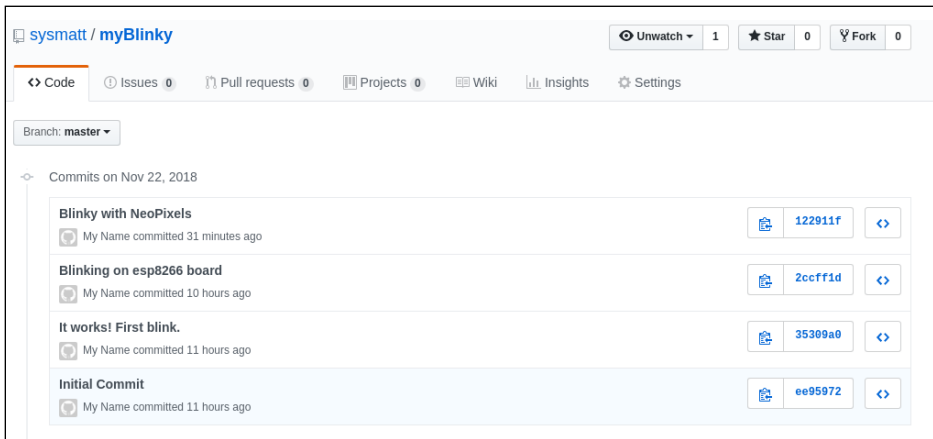 sysmatt / myBlinky
Unwatch 1 Star 0 Fork 0
Code Issues 0 Pull requests 0 Projects 0 Wiki Insights Settings
Branch: master
Commits on Nov 22, 2018
Blinky with NeoPixels
My Name committed 31 minutes ago
122911f
Blinking on esp8266 board
My Name committed 10 hours ago
2ccff1d
It works! First blink.
My Name committed 11 hours ago
35309a0
Initial Commit
My Name committed 11 hours ago
ee95972